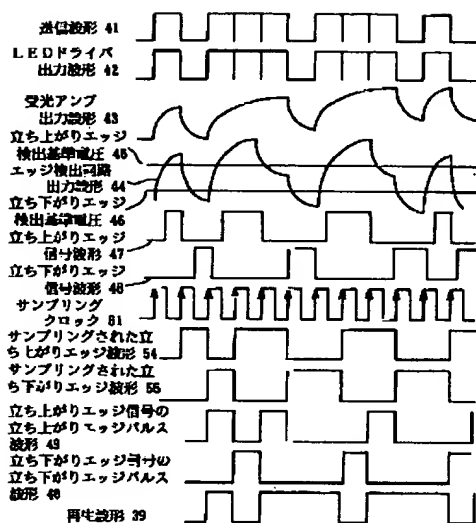 送信波形 41
LEDドライバ
出力波形 42
受光アンプ
出力波形 43
立ち上がりエッジ
検出基準電圧 45
エッジ検出回路
出力波形 44
立ち下がりエッジ
検出基準電圧 46
立ち上がりエッジ
信号波形 47
立ち下がりエッジ
信号波形 48
サンプリング
クロック 81
サンプリングされた立
ち上がりエッジ波形 54
サンプリングされた立
ち下がりエッジ波形 55
立ち上がりエッジ信号の
立ち上がりエッジパルス
波形 49
立ち下がりエッジ信号の
立ち下がりエッジパルス
波形 40
再生波形 39